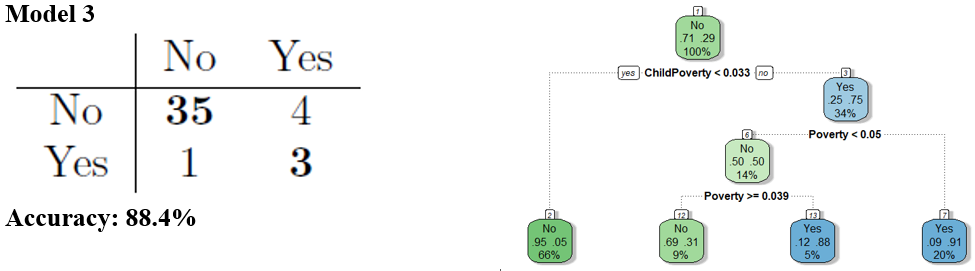 Model 3
No Yes
No 35 4
Yes 1 3
Accuracy: 88.4%
1
No
.71 .29
100%
yes ChildPoverty < 0.033 no
3
Yes
.25 .75
34%
Poverty < 0.05
6
No
.50 .50
14%
Poverty >= 0.039
2
No
.95 .05
66%
12
No
.69 .31
9%
13
Yes
.12 .88
5%
7
Yes
.09 .91
20%